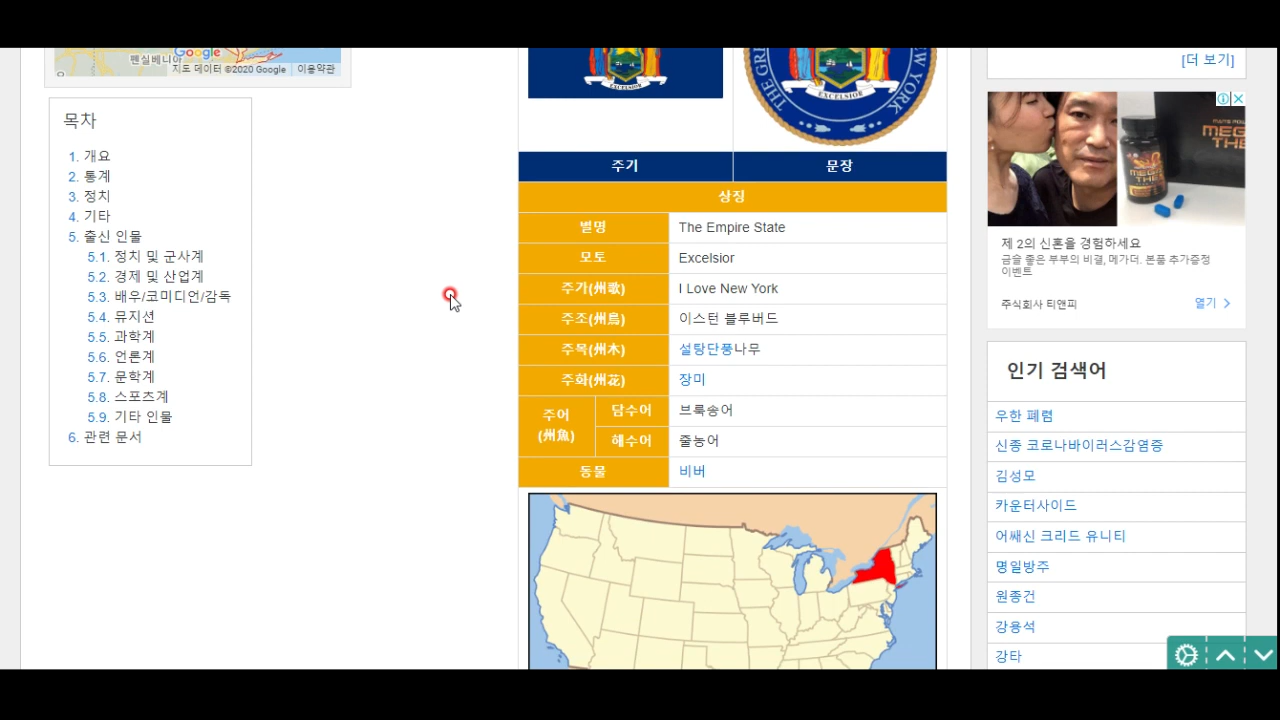 Google
펜실베니아
지도 데이터 ©2020 Google
이용약관
목차
1. 개요
2. 통계
3. 정치
4. 기타
5. 출신 인물
5.1. 정치 및 군사계
5.2. 경제 및 산업계
5.3. 배우/코미디언/감독
5.4. 뮤지션
5.5. 과학계
5.6. 언론계
5.7. 문학계
5.8. 스포츠계
5.9. 기타 인물
6. 관련 문서
EXCELSIOR
EXCELSIOR
주기
문장
상징
별명
The Empire State
모토
Excelsior
주가(州歌)
I Love New York
주조(州鳥)
이스턴 블루버드
주목(州木)
설탕단풍나무
주화(州花)
장미
주어
(州魚)
담수어
브룩송어
해수어
줄농어
동물
비버
[더 보기]
제 2의 신혼을 경험하세요
금슬 좋은 부부의 비결, 메가더. 본품 추가증정
이벤트
주식회사 티앤피
열기
인기 검색어
우한 폐렴
신종 코로나바이러스감염증
김성모
카운터사이드
어쌔신 크리드 유니티
명일방주
원종건
강용석
강타